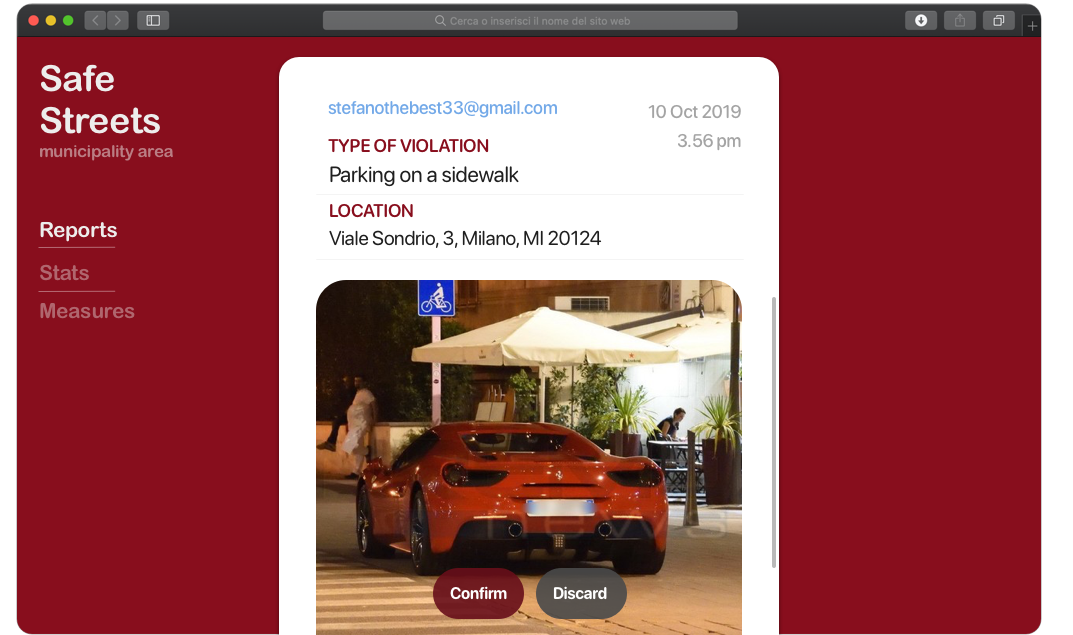 Cerca o inserisci il nome del sito web
Safe
Streets
municipality area
Reports
Stats
Measures
stefanothebest33@gmail.com
10 Oct 2019
3.56 pm
TYPE OF VIOLATION
Parking on a sidewalk
LOCATION
Viale Sondrio, 3, Milano, MI 20124
news
Confirm
Discard